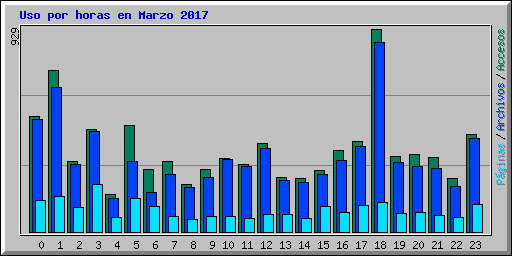 Uso por horas en Marzo 2017
929
Páginas / Archivos / Accesos
0 1 2 3 4 5 6 7 8 9 10 11 12 13 14 15 16 17 18 19 20 21 22 23